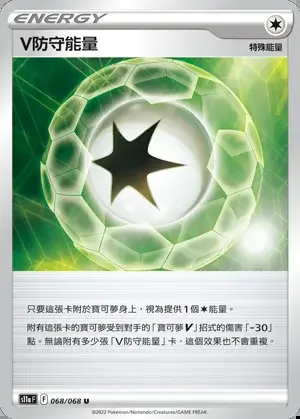 ENERGY
V防守能量
特殊能量
只要這張卡附於寶可夢身上，視為提供1個能量。
附有這張卡的寶可夢受到對手的「寶可夢V」招式的傷害「-30」
點。無論附有多少張「V防守能量」卡，這個效果也不會重複。
s11a F F 068/068 U
©2022 Pokémon/Nintendo/Creatures/GAME FREAK